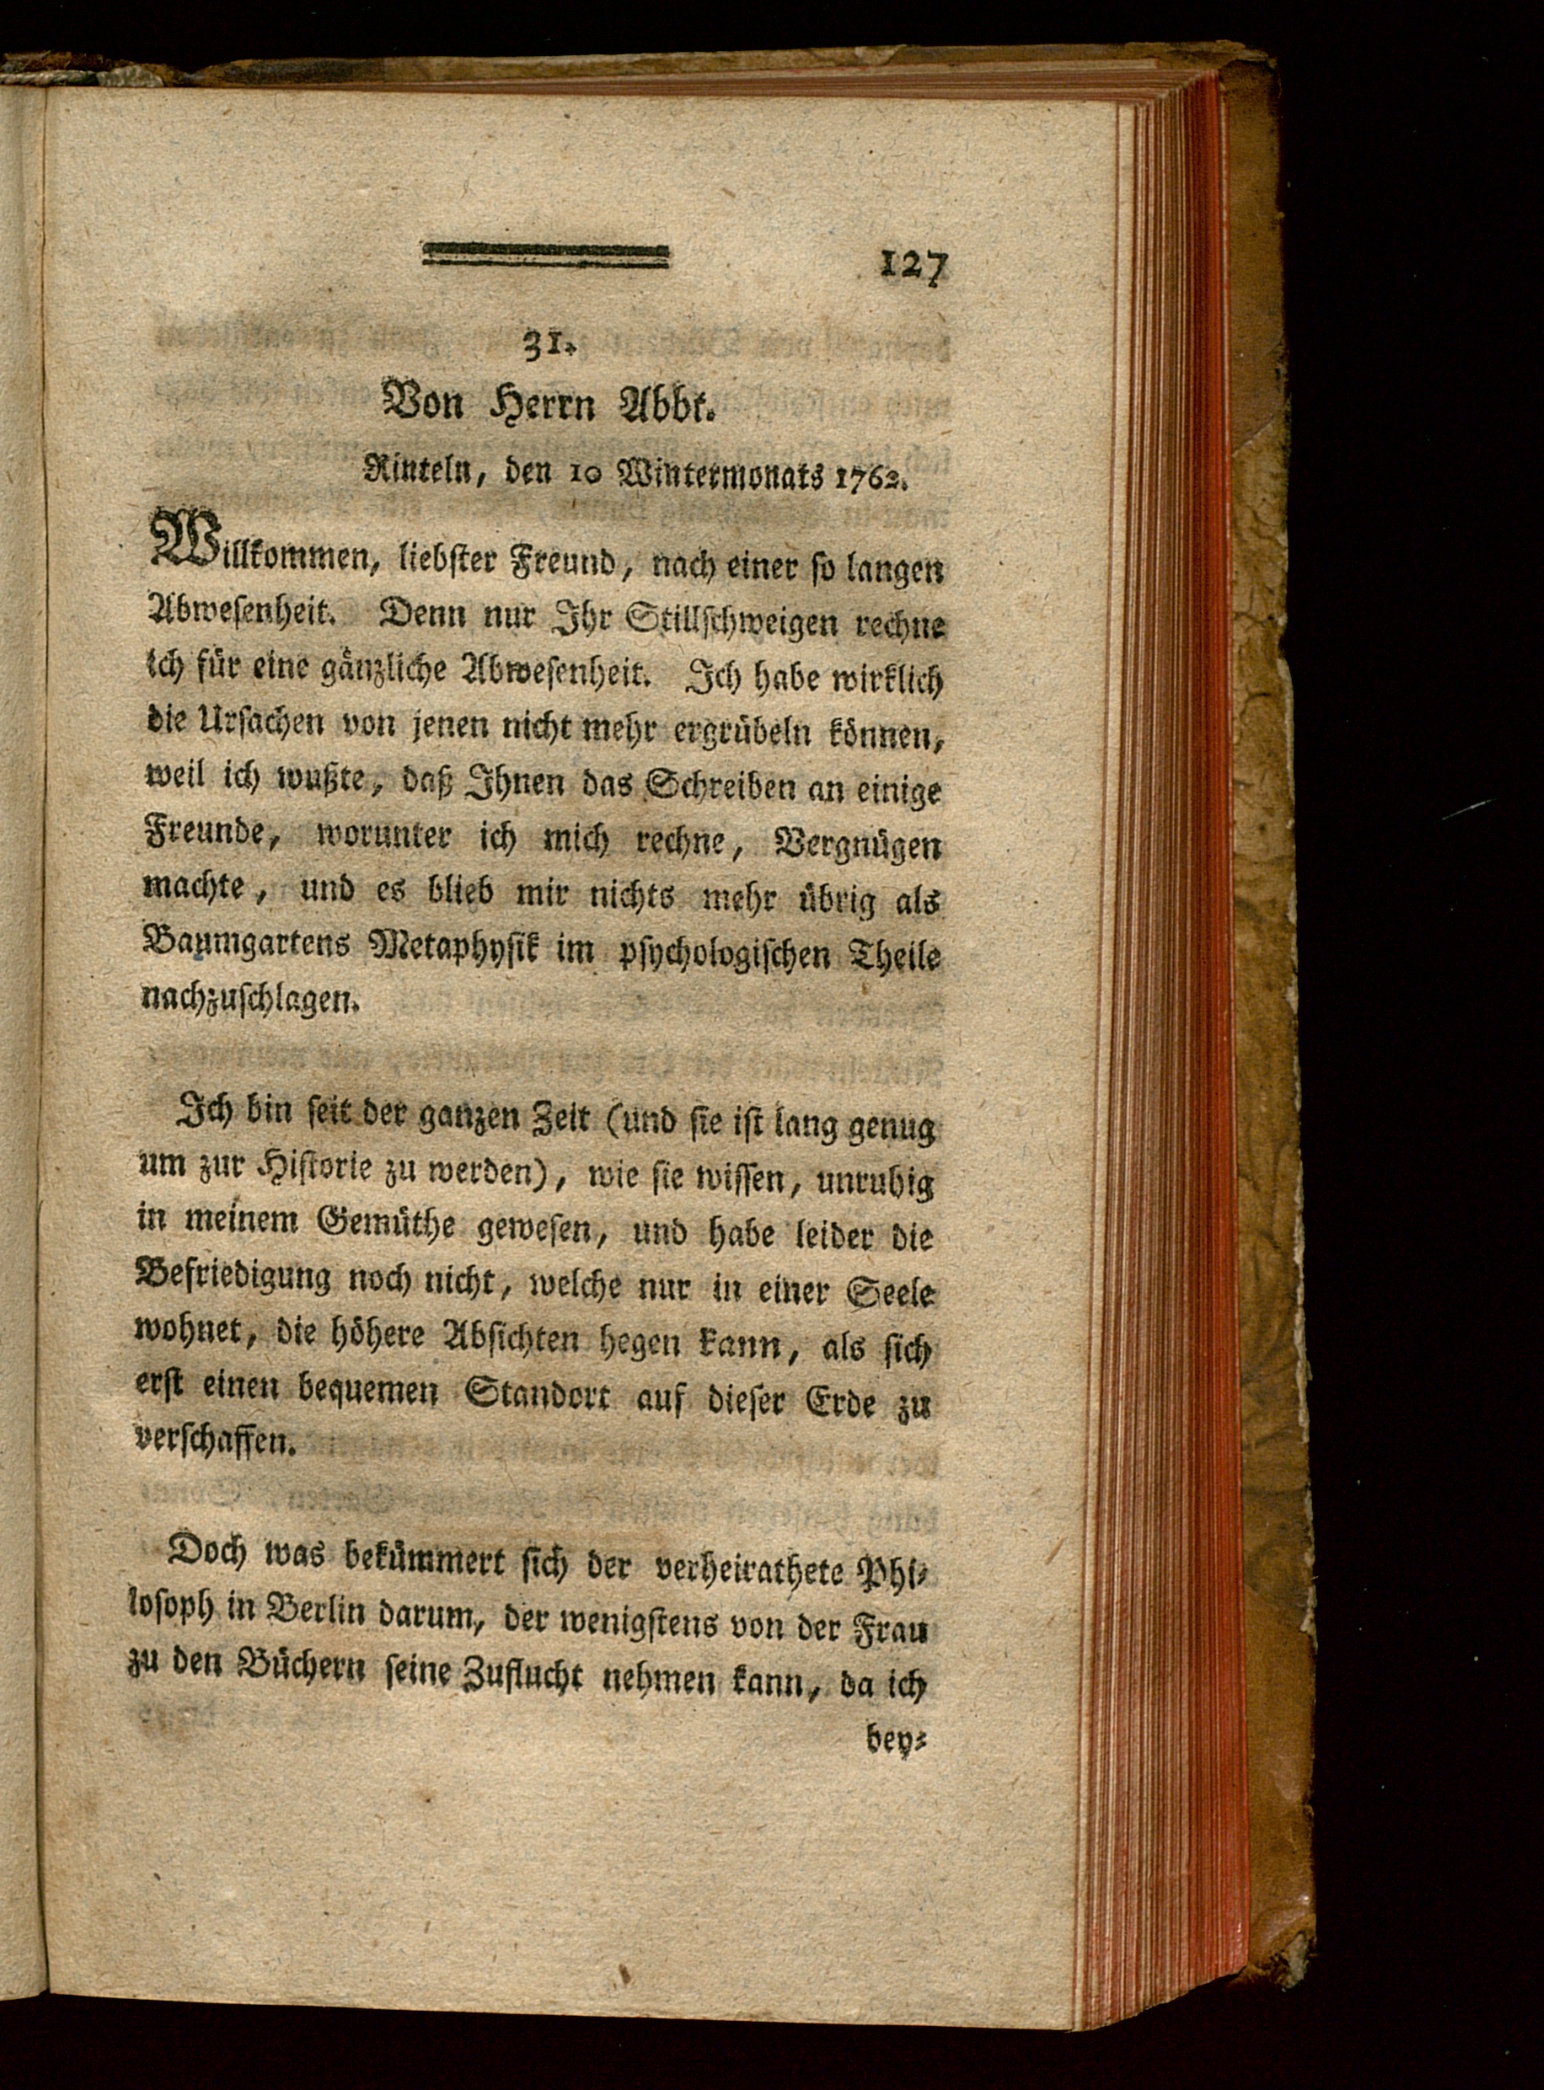 127
31.
Von Herrn Abbt.
Rinteln, den 10 Wintermonats 1762.
Willkommen, liebster Freund, nach einer so langen
Abwesenheit. Denn nur Ihr Stillschweigen rechne
ich für eine gänzliche Abwesenheit. Ich habe wirklich
die Ursachen von jenen nicht mehr ergrübeln können,
weil ich wußte, daß Ihnen das Schreiben an einige
Freunde, worunter ich mich rechne, Vergnügen
machte, und es blieb mir nichts mehr übrig als
Baumgartens Metaphysik im psychologischen Theile
nachzuschlagen.
Ich bin seit der ganzen Zeit (und sie ist lang genug
um zur Historie zu werden), wie sie wissen, unruhig
in meinem Gemüthe gewesen, und habe leider die
Befriedigung noch nicht, welche nur in einer Seele
wohnet, die höhere Absichten hegen kann, als sich
erst einen bequemen Standort auf dieser Erde zu
verschaffen.
Doch was bekümmert sich der verheirathete Phi-
losoph in Berlin darum, der wenigstens von der Frau
zu den Büchern seine Zuflucht nehmen kann, da ich
bey-